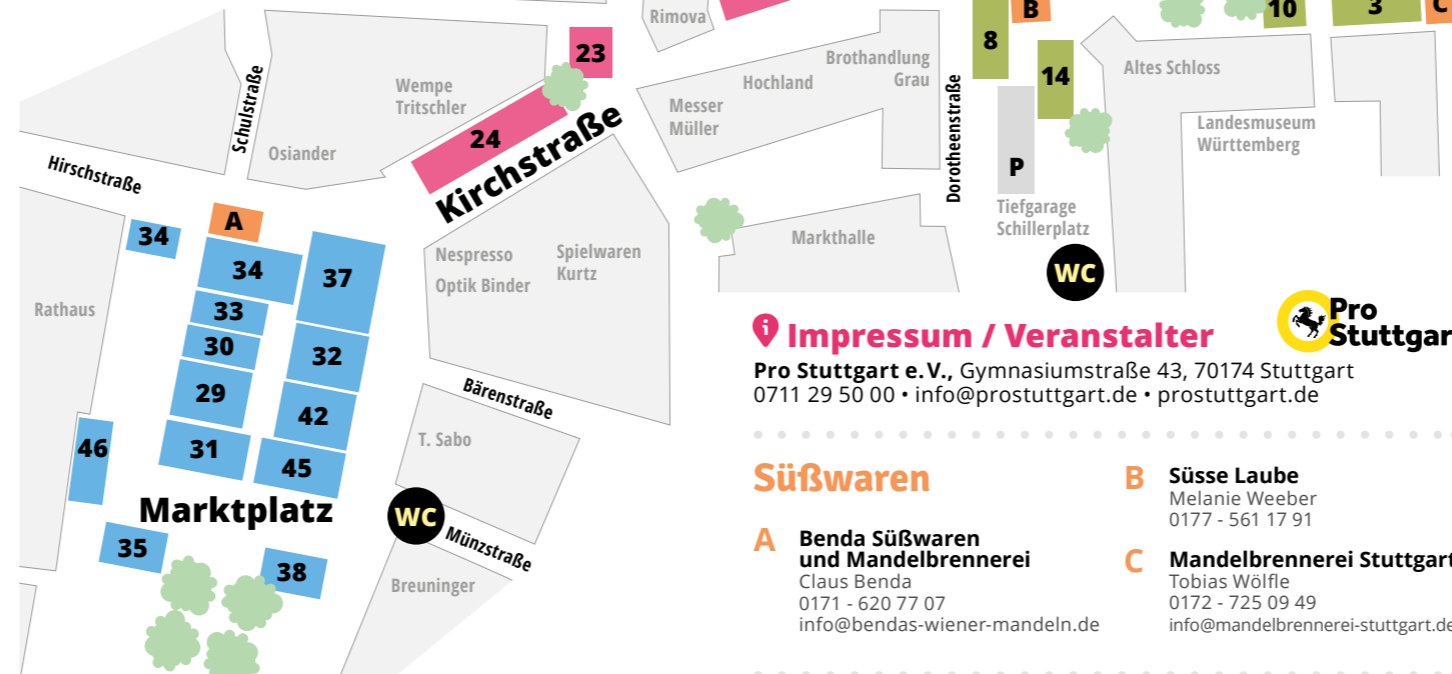 Rimova
23
B
8
10
3
C
Wempe
Tritschler
Schulstraße
Osiander
24
Kirchstraße
Hirschstraße
Brothandlung
Grau
Hochland
Messer
Müller
Dorotheenstraße
14
P
Altes Schloss
Landesmuseum
Württemberg
Tiefgarage
Schillerplatz
Markthalle
WC
A
34
34
37
Nespresso
Optik Binder
Spielwaren
Kurtz
Rathaus
33
30
32
29
42
31
45
46
Bärenstraße
T. Sabo
Marktplatz
WC
Münzstraße
35
38
Breuninger
Pro
Stuttgar
i Impressum / Veranstalter
Pro Stuttgart e.V., Gymnasiumstraße 43, 70174 Stuttgart
0711 29 50 00 • info@prostuttgart.de • prostuttgart.de
Süßwaren
A Benda Süßwaren
und Mandelbrennerei
Claus Benda
0171 - 620 77 07
info@bendas-wiener-mandeln.de
B Süsse Laube
Melanie Weeber
0177 - 561 17 91
C Mandelbrennerei Stuttgart
Tobias Wölfle
0172 - 725 09 49
info@mandelbrennerei-stuttgart.de